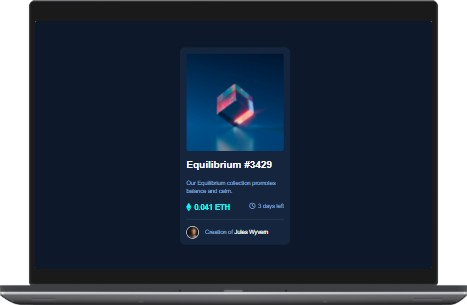 Equilibrium #3429
Our Equilibrium collection promotes
balance and calm.
0.041 ETH
3 days left
Creation of Jules Wyvern